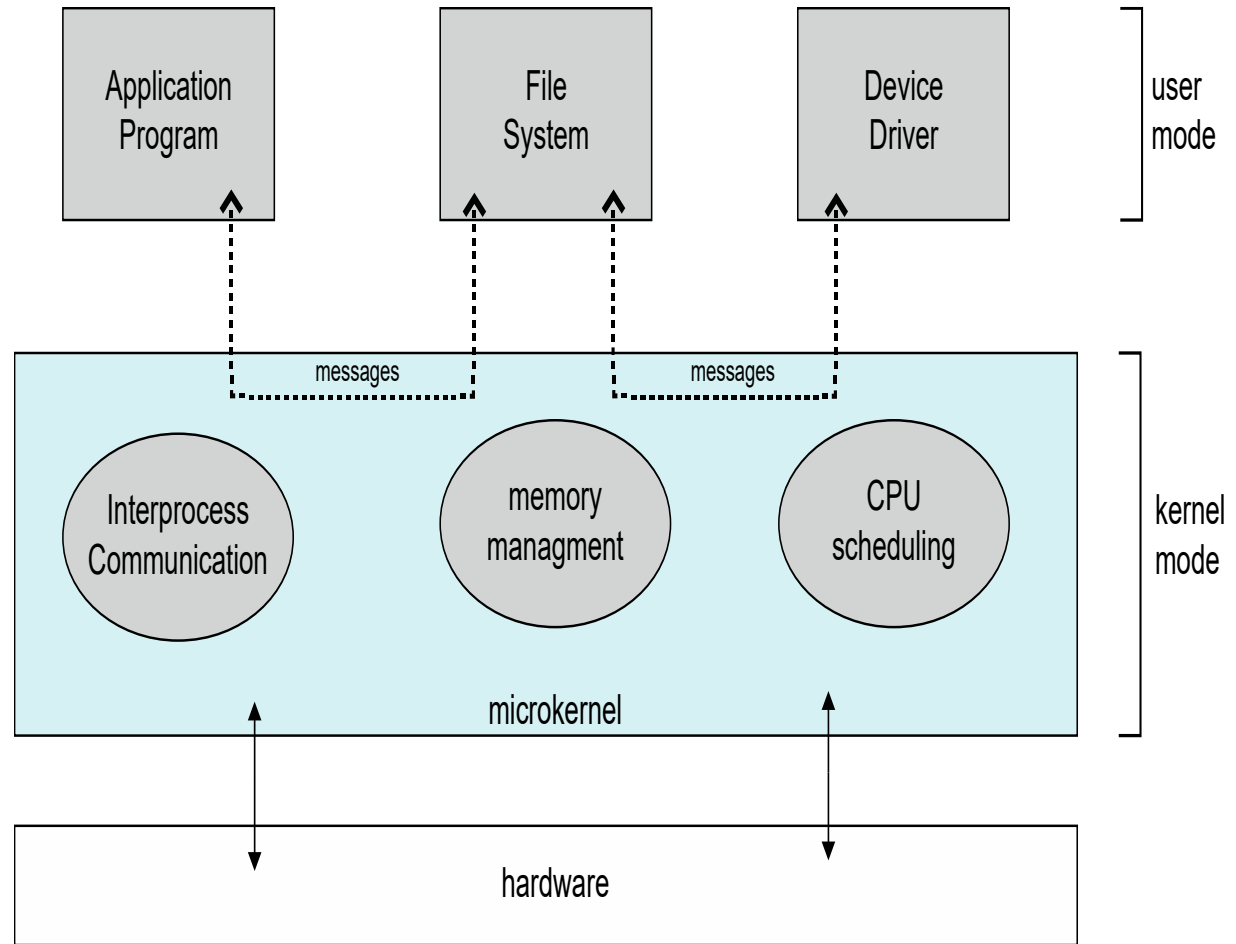 Application
Program
File
System
Device
Driver
user
mode
messages
messages
Interprocess
Communication
memory
managment
CPU
scheduling
kernel
mode
microkernel
hardware